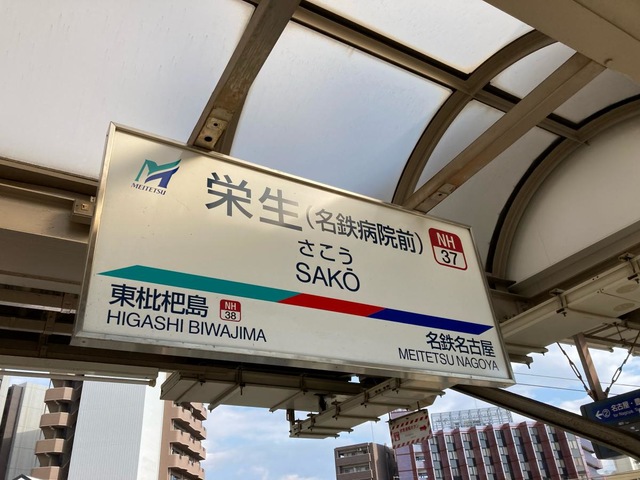 MEITETSU
栄生(名鉄病院前)
NH
37
さこう
SAKŌ
東枇杷島
NH
38
HIGASHI BIWAJIMA
名鉄名古屋
MEITETSU NAGOYA